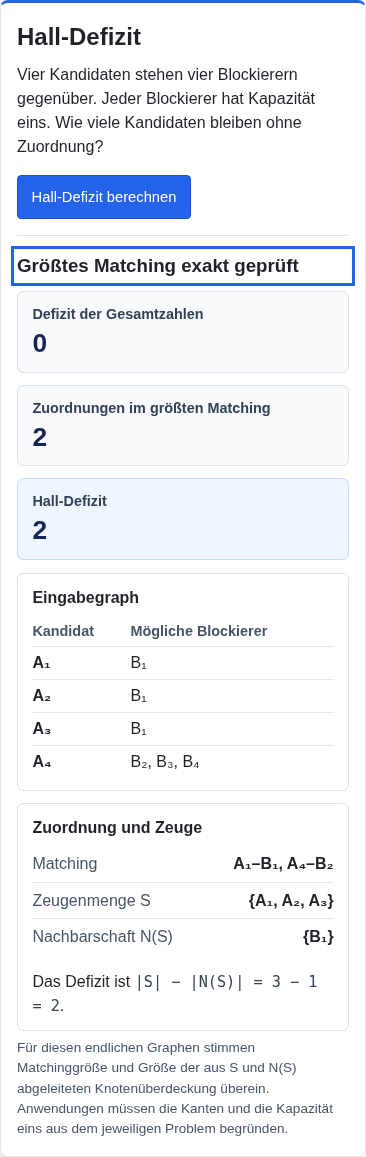 Hall-Defizit
Vier Kandidaten stehen vier Blockierern
gegenüber. Jeder Blockierer hat Kapazität
eins. Wie viele Kandidaten bleiben ohne
Zuordnung?
Hall-Defizit berechnen
Größtes Matching exakt geprüft
Defizit der Gesamtzahlen
0
Zuordnungen im größten Matching
2
Hall-Defizit
2
Eingabegraph
Kandidat Mögliche Blockierer
A₁ B₁
A₂ B₁
A₃ B₁
A₄ B₂, B₃, B₄
Zuordnung und Zeuge
Matching A₁–B₁, A₄–B₂
Zeugenmenge S {A₁, A₂, A₃}
Nachbarschaft N(S) {B₁}
Das Defizit ist |S| − |N(S)| = 3 − 1
= 2.
Für diesen endlichen Graphen stimmen
Matchinggröße und Größe der aus S und N(S)
abgeleiteten Knotenüberdeckung überein.
Anwendungen müssen die Kanten und die Kapazität
eins aus dem jeweiligen Problem begründen.